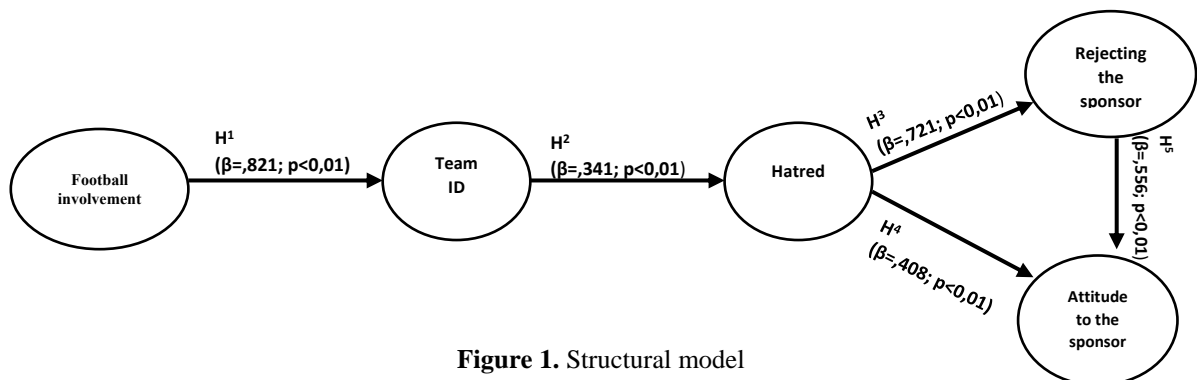 Football
involvement
H¹
(β=,821; p<0,01)
Team
ID
H²
(β=,341; p<0,01)
Hatred
H³
(β=,721; p<0,01)
Rejecting
the
sponsor
H⁴
(β=,408; p<0,01)
H⁵
(β=,556; p<0,01)
Attitude
to the
sponsor
Figure 1. Structural model